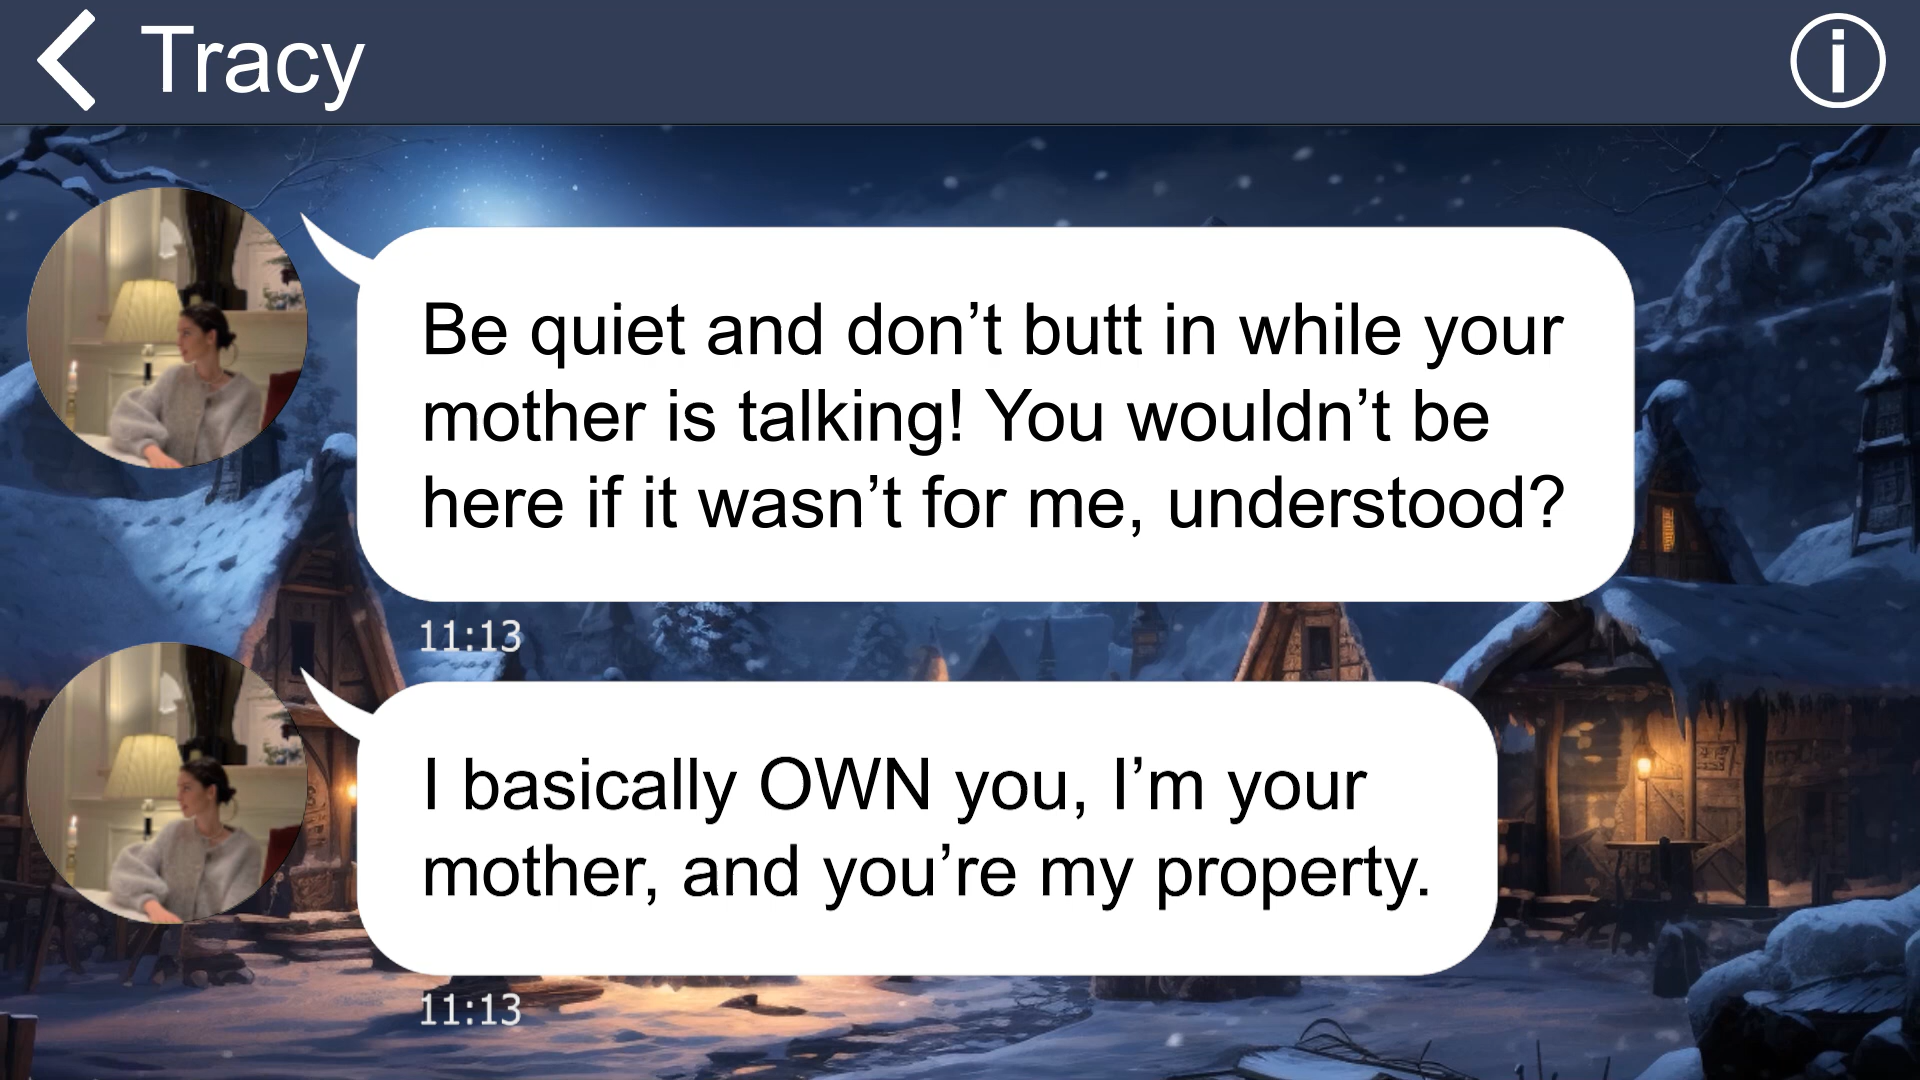 Tracy
Be quiet and don’t butt in while your
mother is talking! You wouldn’t be
here if it wasn’t for me, understood?
11:13
I basically OWN you, I’m your
mother, and you’re my property.
11:13